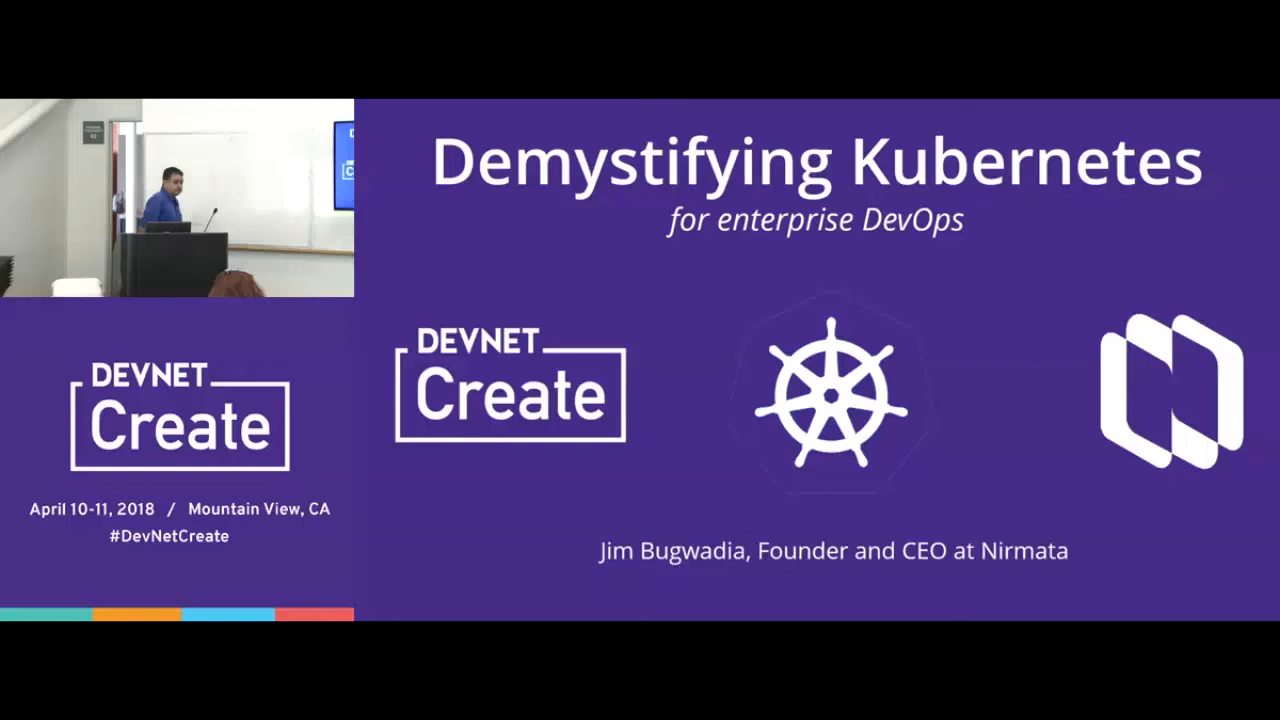 Demystifying Kubernetes
for enterprise DevOps
DEVNET
Create
Jim Bugwadia, Founder and CEO at Nirmata
DEVNET
Create
April 10-11, 2018 / Mountain View, CA
#DevNetCreate